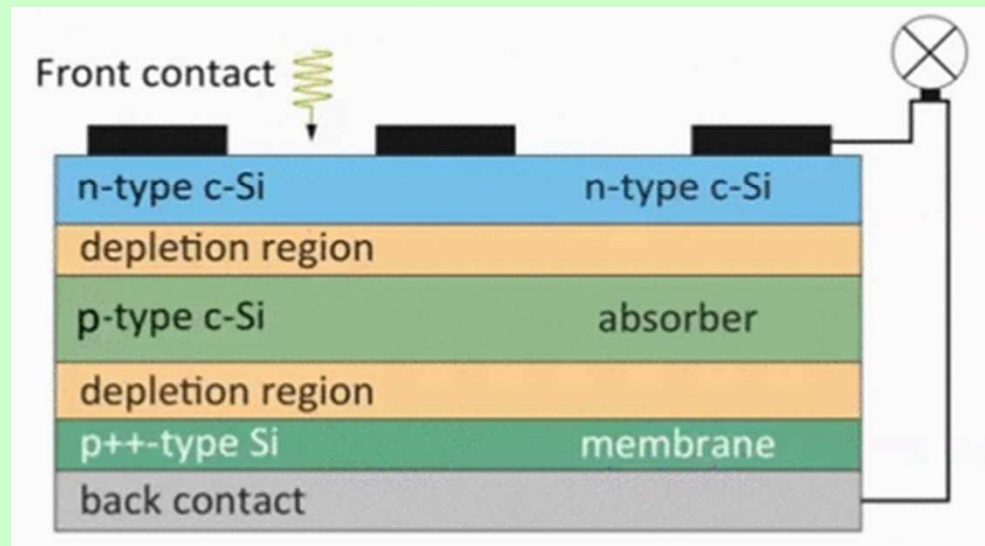 Front contact
n-type c-Si n-type c-Si
depletion region
p-type c-Si absorber
depletion region
p++-type Si membrane
back contact